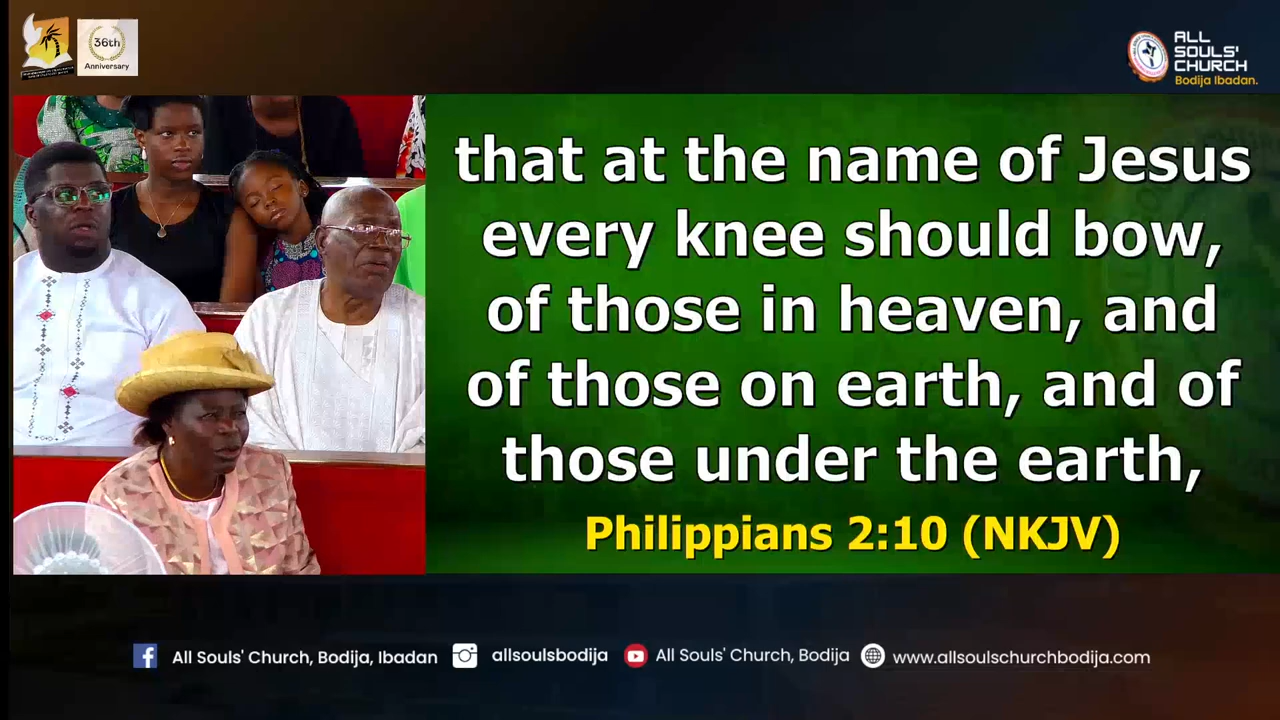 36th
Anniversary
ALL
SOULS'
CHURCH
Bodija Ibadan.
that at the name of Jesus
every knee should bow,
of those in heaven, and
of those on earth, and of
those under the earth,
Philippians 2:10 (NKJV)
All Souls' Church, Bodija, Ibadan
allsoulsbodija
All Souls' Church, Bodija
www.allsoulschurchbodija.com